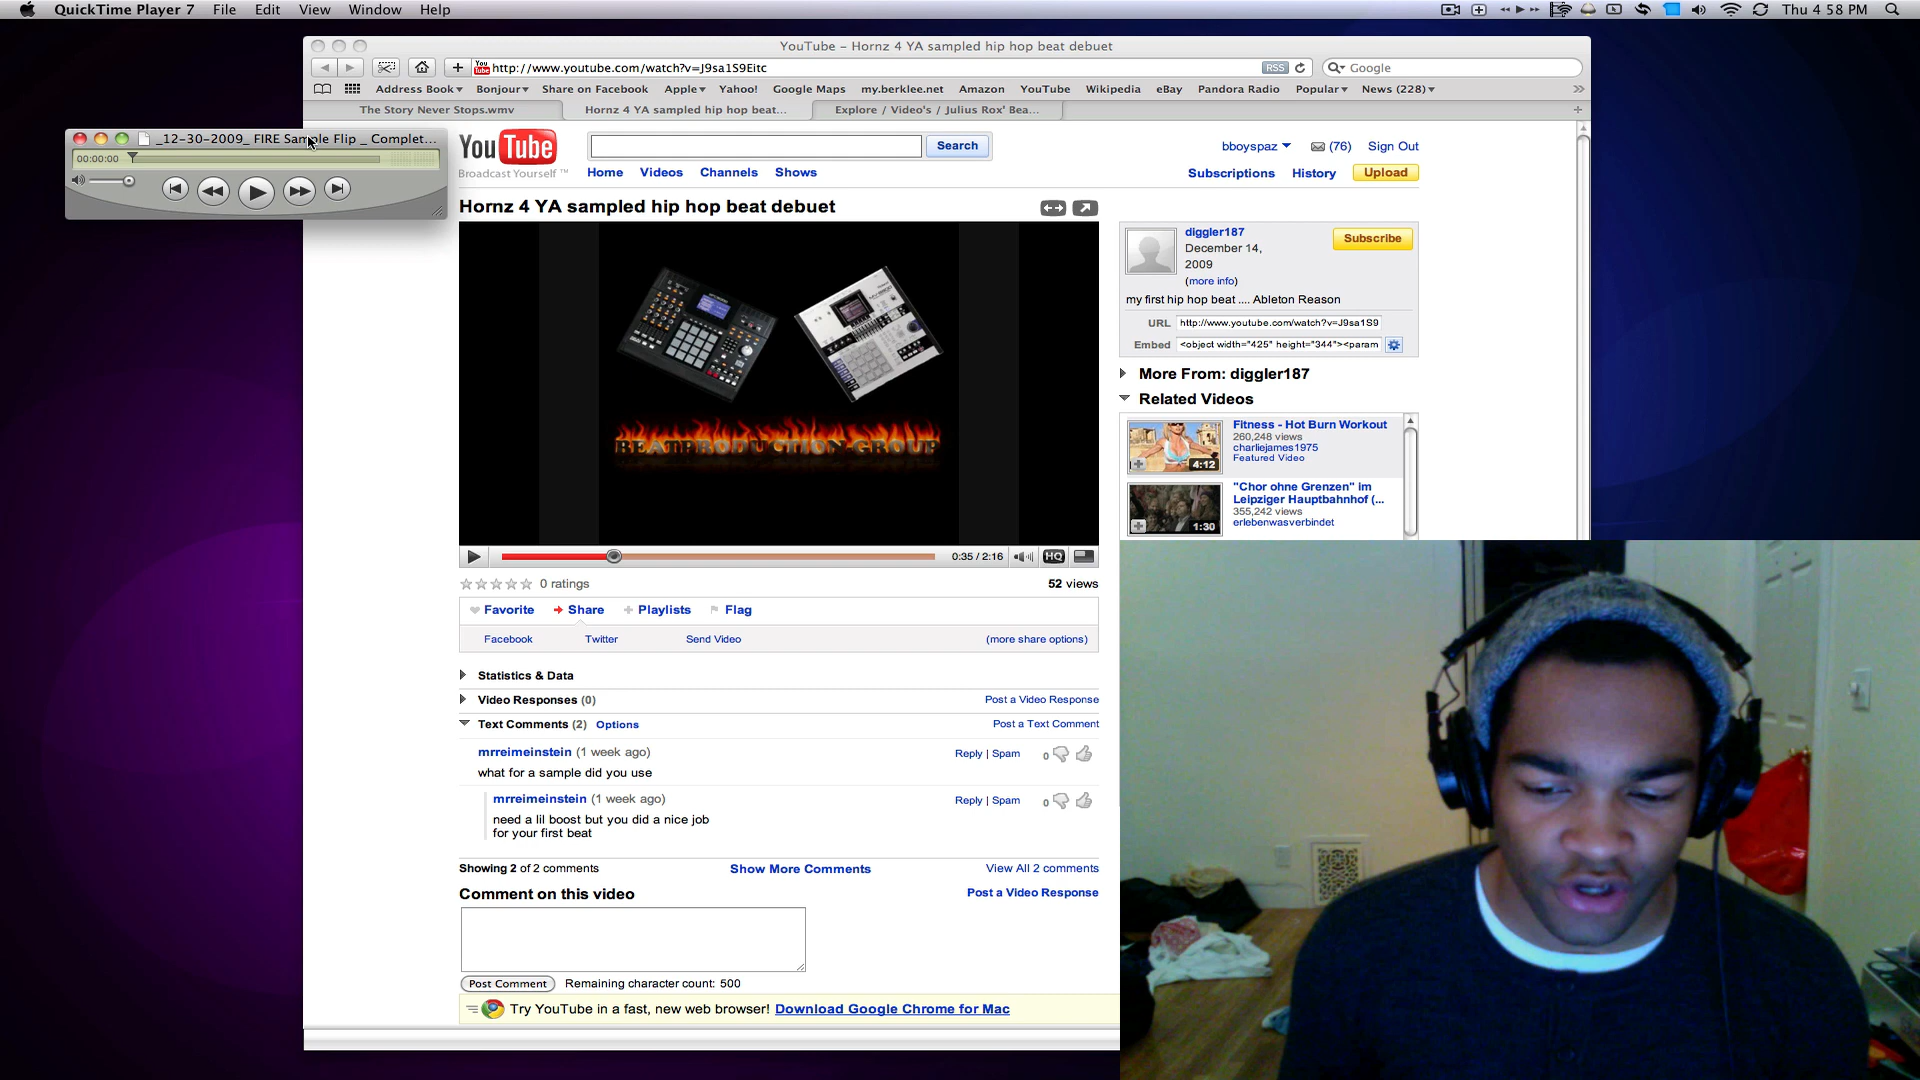 QuickTime Player 7 File Edit View Window Help
Thu 4 58 PM
YouTube - Hornz 4 YA sampled hip hop beat debuet
http://www.youtube.com/watch?v=J9sa1S9Eitc
RSS
Google
Address Book Bonjour Share on Facebook Apple Yahoo! Google Maps my.berklee.net Amazon YouTube Wikipedia eBay Pandora Radio Popular News (228)
The Story Never Stops.wmv
Hornz 4 YA sampled hip hop beat...
Explore / Video's / Julius Rox' Bea...
_12-30-2009_ FIRE Sample Flip _ Complet...
00:00:00
YouTube
Broadcast Yourself ™
Search
bboyspaz (76) Sign Out
Home Videos Channels Shows
Subscriptions History Upload
Hornz 4 YA sampled hip hop beat debuet
BEATPRODUCTION-GROUP
0:35 / 2:16
HQ
0 ratings
52 views
Favorite Share Playlists Flag
Facebook Twitter Send Video (more share options)
Statistics & Data
Video Responses (0) Post a Video Response
Text Comments (2) Options Post a Text Comment
mrreimeinstein (1 week ago) Reply | Spam 0
what for a sample did you use
mrreimeinstein (1 week ago) Reply | Spam 0
need a lil boost but you did a nice job
for your first beat
Showing 2 of 2 comments Show More Comments View All 2 comments
Comment on this video Post a Video Response
Post Comment Remaining character count: 500
Try YouTube in a fast, new web browser! Download Google Chrome for Mac
diggler187
December 14,
2009
(more info)
Subscribe
my first hip hop beat .... Ableton Reason
URL http://www.youtube.com/watch?v=J9sa1S9
Embed <object width="425" height="344"><param
More From: diggler187
Related Videos
Fitness - Hot Burn Workout
260,248 views
charliejames1975
Featured Video
4:12
"Chor ohne Grenzen" im
Leipziger Hauptbahnhof (...
355,242 views
erlebenwasverbindet
1:30